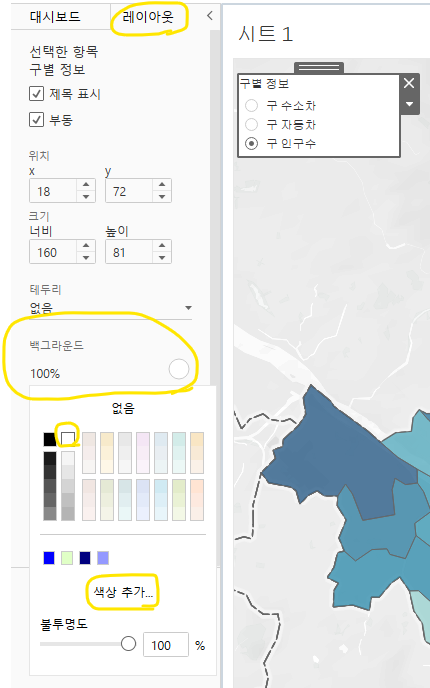 대시보드 레이아웃
선택한 항목
구별 정보
제목 표시
부동
위치
x y
18 72
크기
너비 높이
160 81
테두리
없음
백그라운드
100%
없음
색상 추가...
불투명도
100 %
시트 1
구별 정보
구 수소차
구 자동차
구 인구수